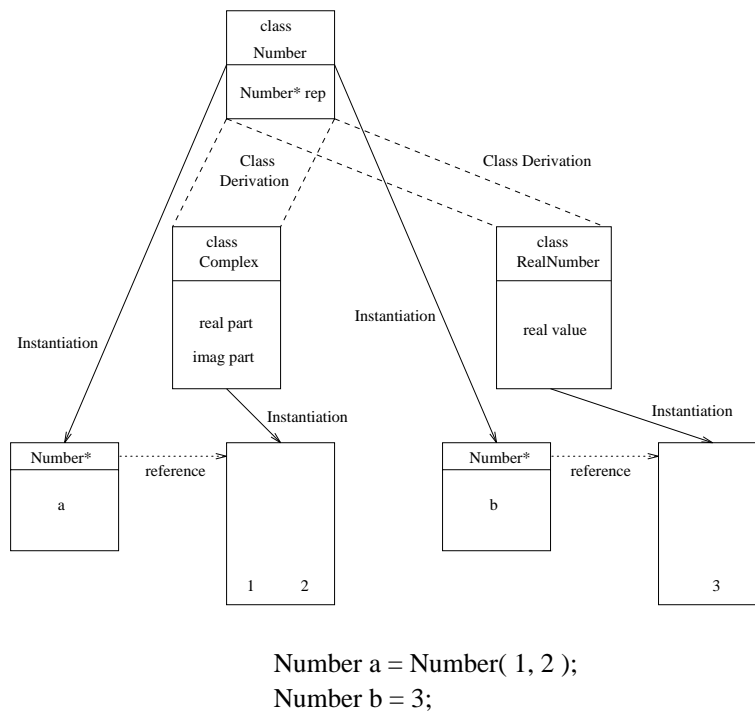 class
Number
Number* rep
Class
Derivation
Class Derivation
class
Complex
class
RealNumber
real part
imag part
real value
Instantiation
Instantiation
Instantiation
Instantiation
Number*
reference
a
1 2
Number*
reference
b
3
Number a = Number( 1, 2 );
Number b = 3;